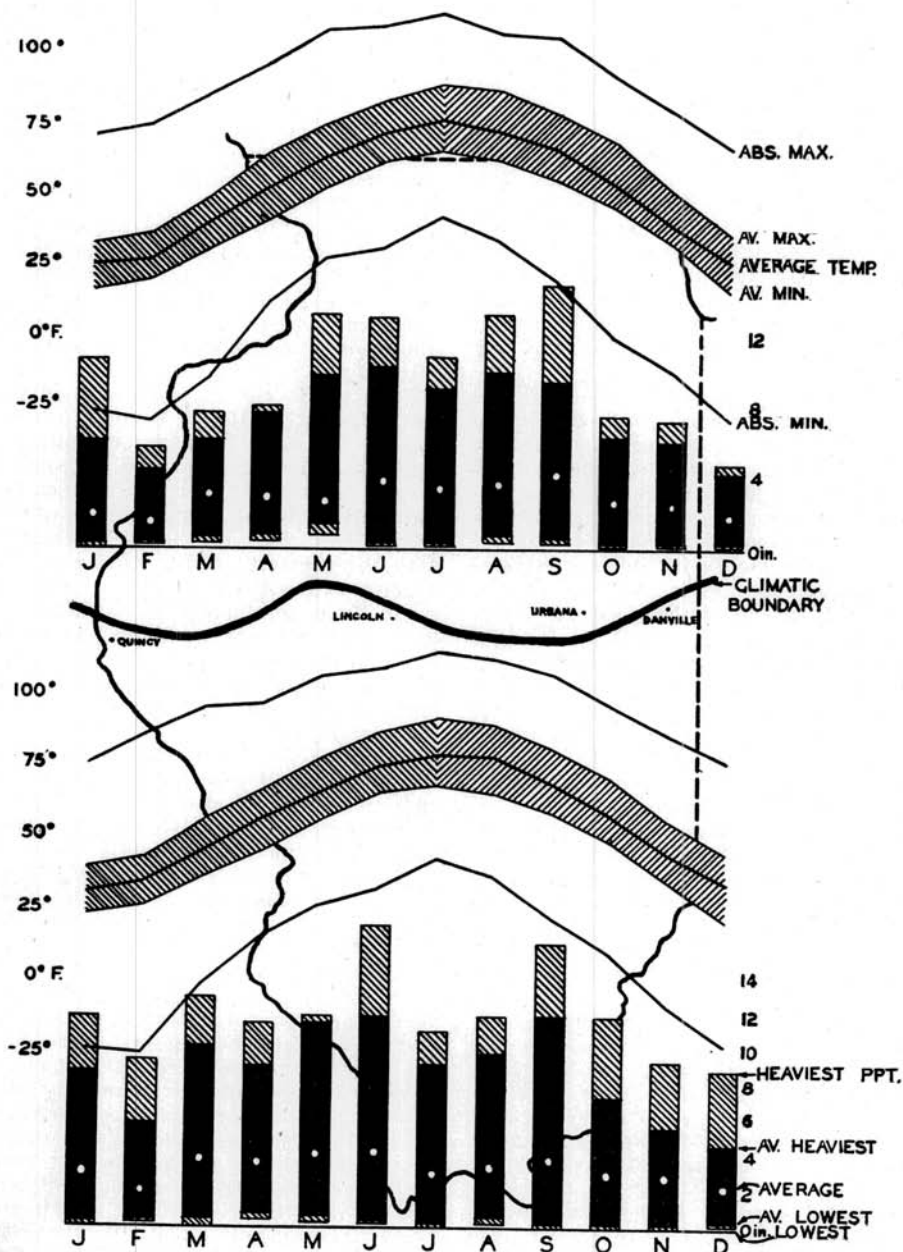 100°
75°
50°
25°
0°F.
-25°
ABS. MAX.
AV. MAX.
AVERAGE TEMP.
AV. MIN.
12
8
ABS. MIN.
4
0in.
J F M A M J J A S O N D
CLIMATIC
BOUNDARY
QUINCY
LINCOLN
URBANA
DANVILLE
100°
75°
50°
25°
0°F.
-25°
14
12
10
HEAVIEST PPT.
8
6
AV. HEAVIEST
4
2
AVERAGE
AV. LOWEST
0in.
LOWEST
J F M A M J J A S O N D